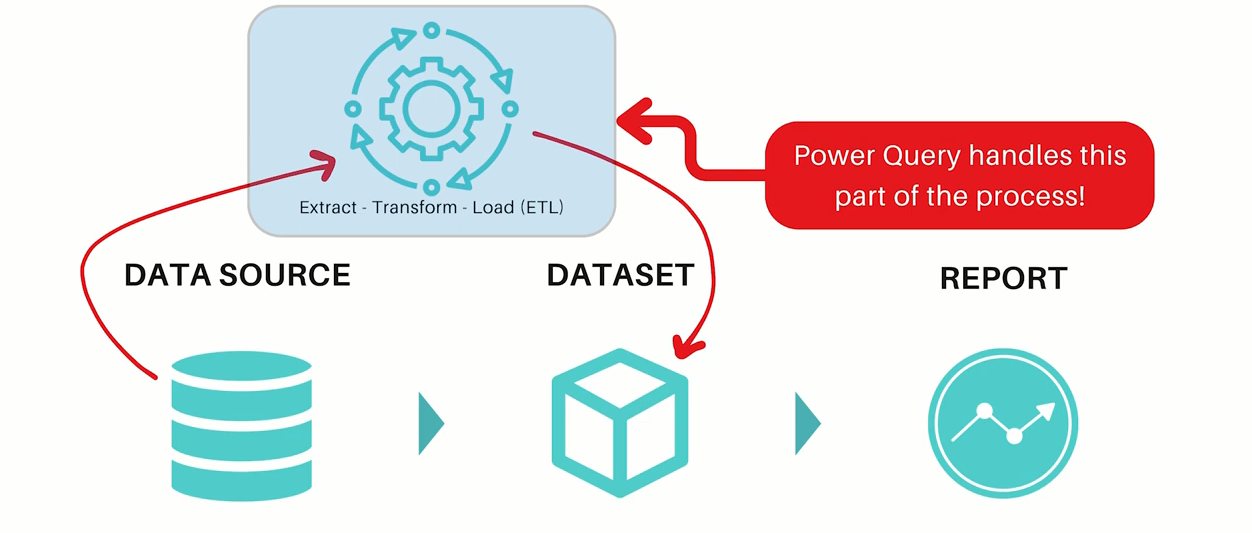 Power Query handles this
part of the process!
Extract - Transform - Load (ETL)
DATA SOURCE
DATASET
REPORT